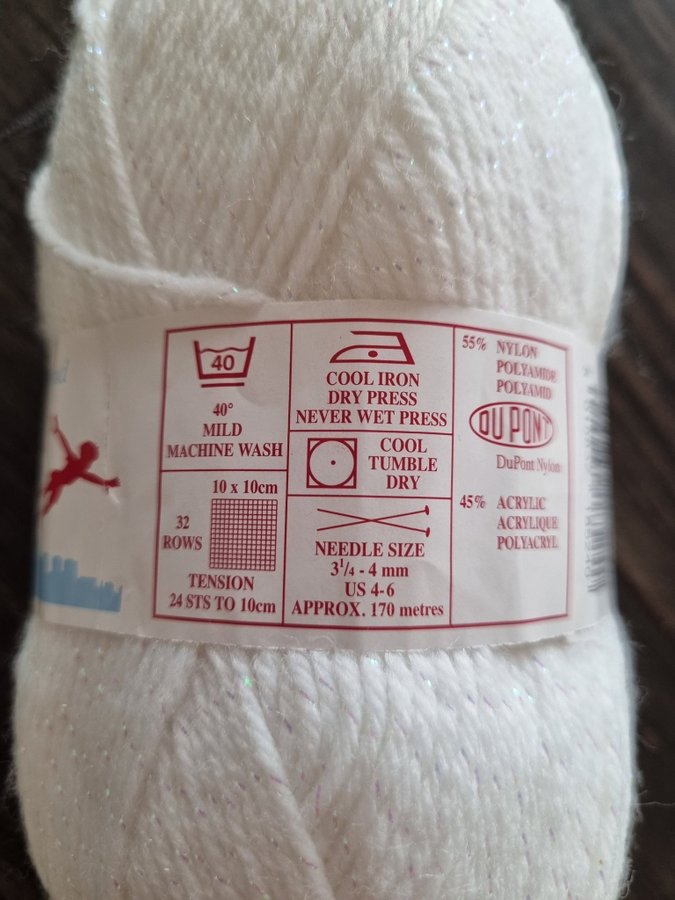 40
40°
MILD
MACHINE WASH
10 x 10cm
32
ROWS
TENSION
24 STS TO 10cm
COOL IRON
DRY PRESS
NEVER WET PRESS
COOL
TUMBLE
DRY
NEEDLE SIZE
3¼ - 4 mm
US 4-6
APPROX. 170 metres
55% NYLON
POLYAMIDE
POLYAMID
DU PONT
DuPont Nylon
45% ACRYLIC
ACRYLIQUE
POLYACRYL